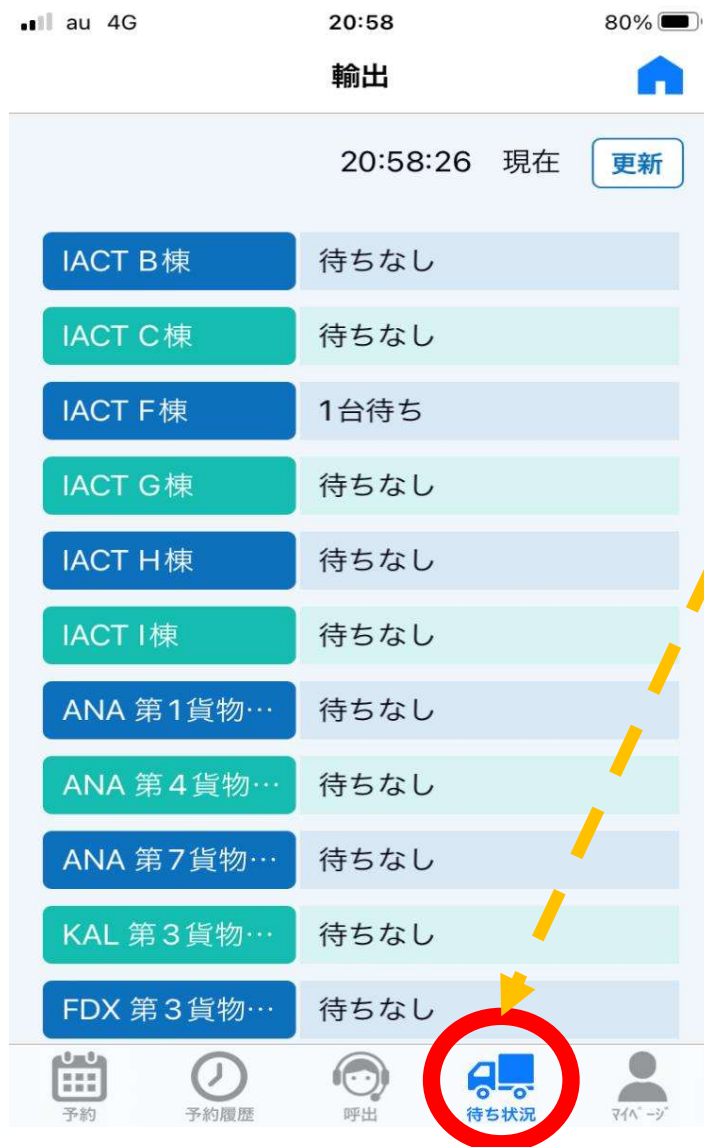 au 4G 20:58 80%
輸出
20:58:26 現在 更新
IACT B棟 待ちなし
IACT C棟 待ちなし
IACT F棟 1台待ち
IACT G棟 待ちなし
IACT H棟 待ちなし
IACT I棟 待ちなし
ANA 第1貨物… 待ちなし
ANA 第4貨物… 待ちなし
ANA 第7貨物… 待ちなし
KAL 第3貨物… 待ちなし
FDX 第3貨物… 待ちなし
予約 予約履歴 呼出 待ち状況 ﾏｲﾍﾟｰｼﾞ